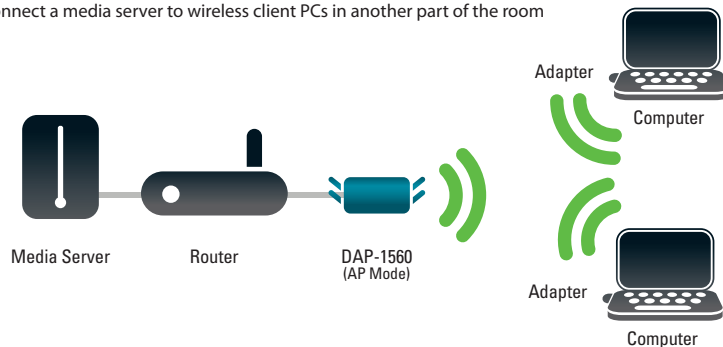 nnect a media server to wireless client PCs in another part of the room
Adapter
Computer
Media Server
Router
DAP-1560
(AP Mode)
Adapter
Computer